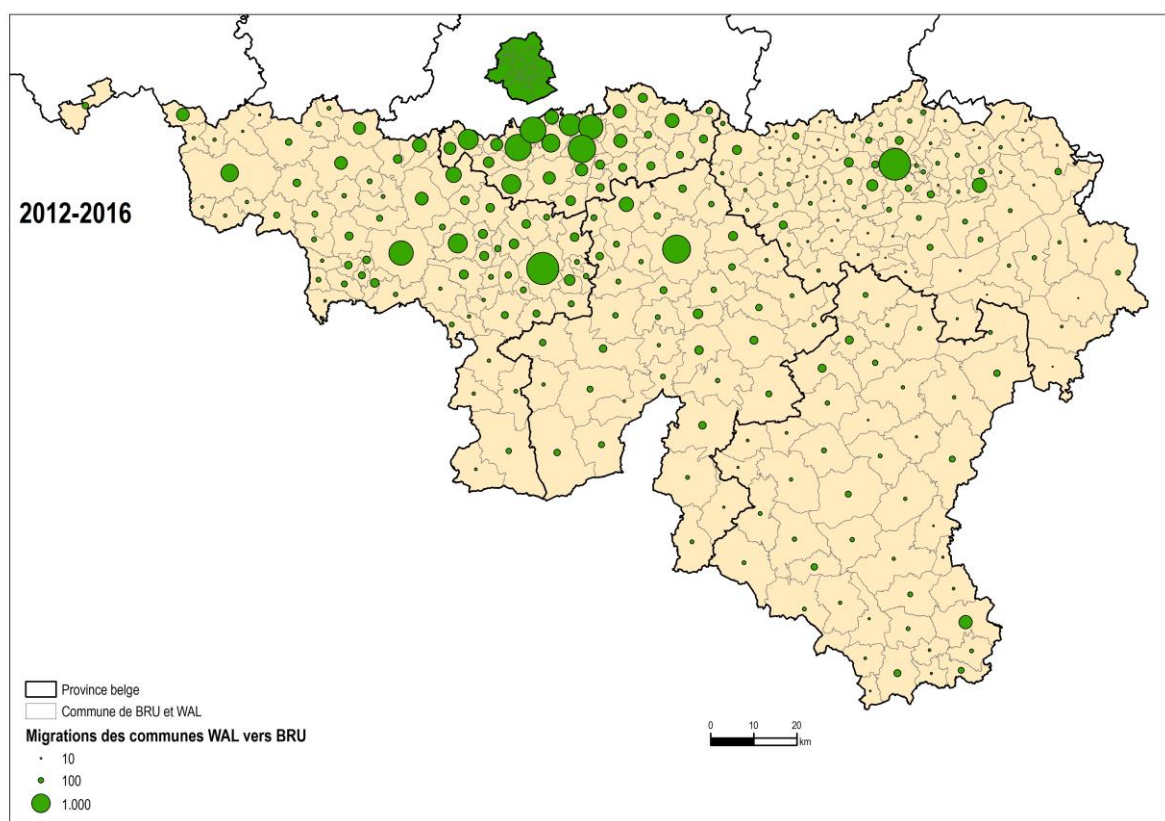 2012-2016
Province belge
Commune de BRU et WAL
Migrations des communes WAL vers BRU
10
100
1.000
0 10 20
km